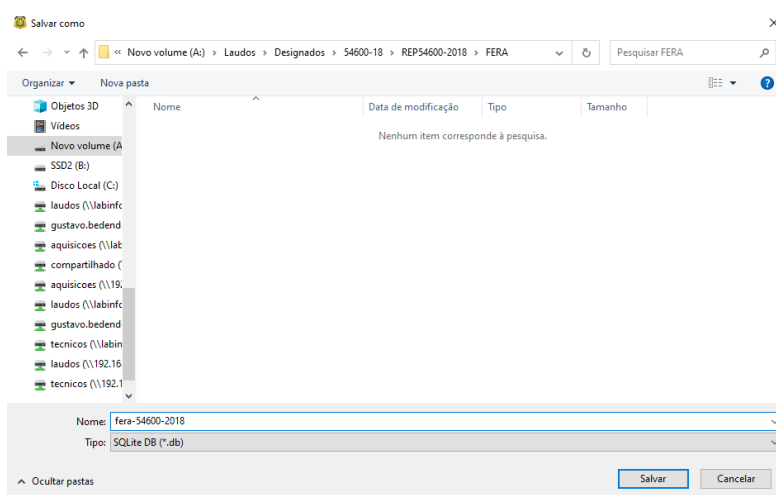 Salvar como
« Novo volume (A:) > Laudos > Designados > 54600-18 > REP54600-2018 > FERA
Pesquisar FERA
Organizar Nova pasta
Nome Data de modificação Tipo Tamanho
Nenhum item corresponde à pesquisa.
Objetos 3D
Vídeos
Novo volume (A
SSD2 (B:)
Disco Local (C:)
laudos (\\labinfo
gustavo.bedend
aquisicoes (\\lab
compartilhado (
aquisicoes (\\192
laudos (\\labinfo
gustavo.bedend
tecnicos (\\labin
laudos (\\192.16
tecnicos (\\192.1
Nome: fera-54600-2018
Tipo: SQLite DB (*.db)
Ocultar pastas
Salvar Cancelar